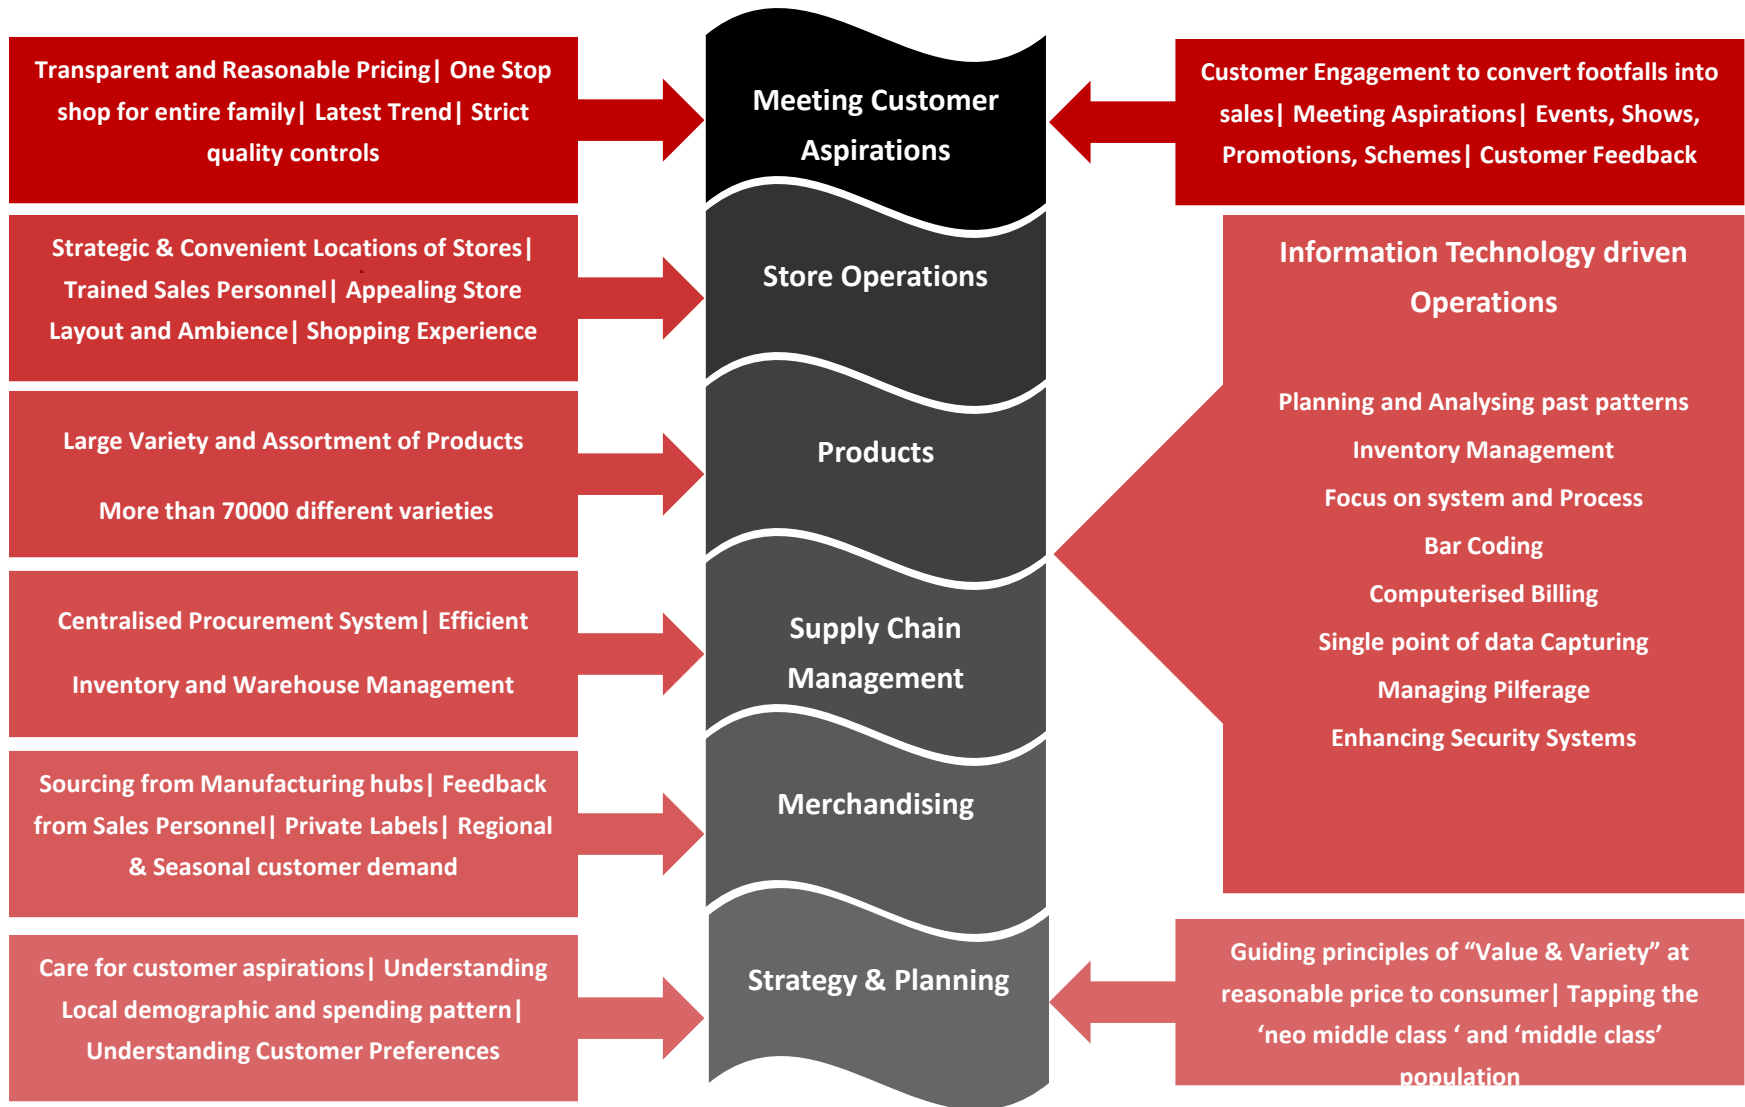 Transparent and Reasonable Pricing| One Stop
shop for entire family| Latest Trend| Strict
quality controls
Meeting Customer
Aspirations
Customer Engagement to convert footfalls into
sales| Meeting Aspirations| Events, Shows,
Promotions, Schemes| Customer Feedback
Strategic & Convenient Locations of Stores|
Trained Sales Personnel| Appealing Store
Layout and Ambience| Shopping Experience
Store Operations
Information Technology driven
Operations
Planning and Analysing past patterns
Inventory Management
Focus on system and Process
Bar Coding
Computerised Billing
Single point of data Capturing
Managing Pilferage
Enhancing Security Systems
Large Variety and Assortment of Products
More than 70000 different varieties
Products
Centralised Procurement System| Efficient
Inventory and Warehouse Management
Supply Chain
Management
Sourcing from Manufacturing hubs| Feedback
from Sales Personnel| Private Labels| Regional
& Seasonal customer demand
Merchandising
Care for customer aspirations| Understanding
Local demographic and spending pattern|
Understanding Customer Preferences
Strategy & Planning
Guiding principles of “Value & Variety” at
reasonable price to consumer| Tapping the
‘neo middle class ‘ and ‘middle class’
population